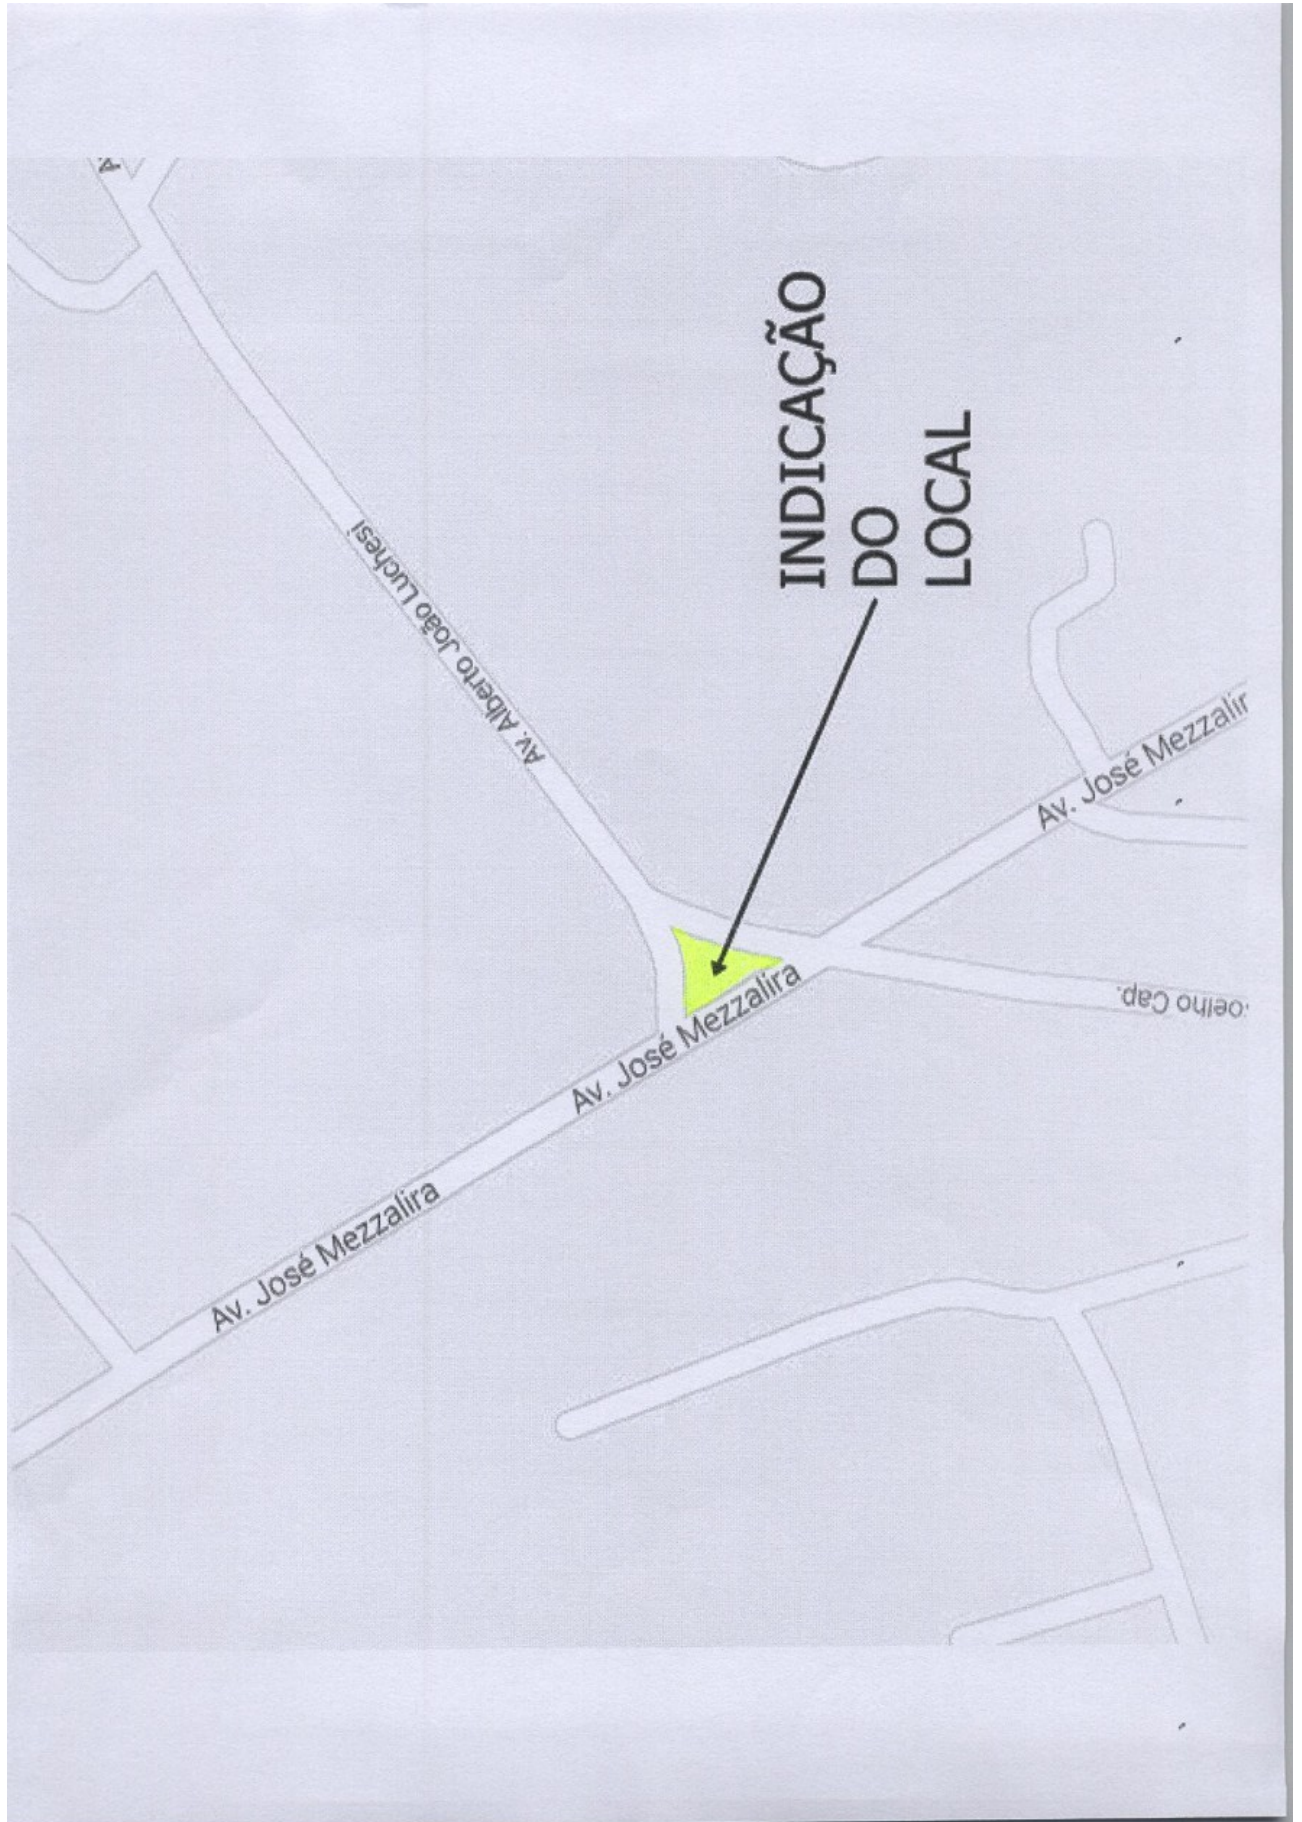 INDICAÇÃO
DO
LOCAL
Av. Alberto João Luchesi
Av. José Mezzalira
Av. José Mezzalira
Av. José Mezzalir
oelho Cap.
A